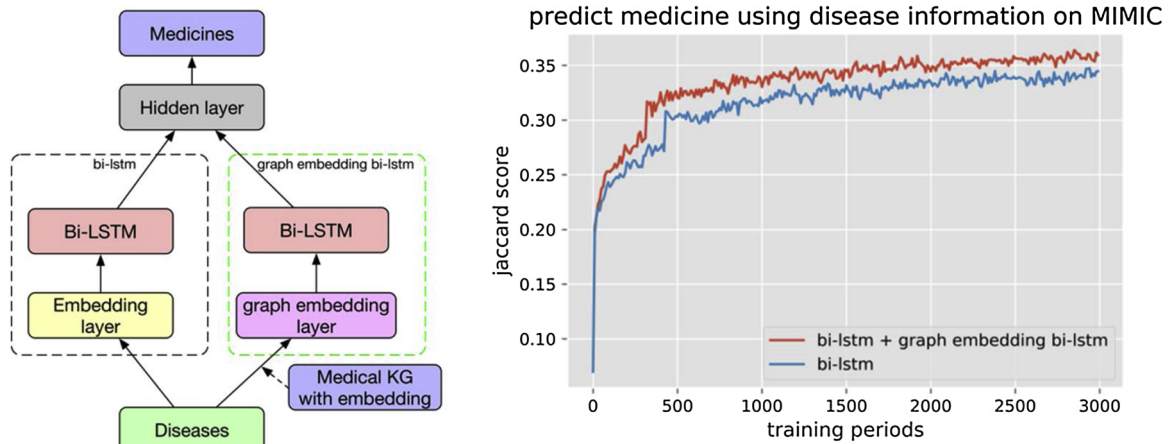 Medicines
Hidden layer
bi-lstm
graph embedding bi-lstm
Bi-LSTM
Bi-LSTM
Embedding
layer
graph embedding
layer
Medical KG
with embedding
Diseases
predict medicine using disease information on MIMIC
jaccard score
0.35
0.30
0.25
0.20
0.15
0.10
bi-lstm + graph embedding bi-lstm
bi-lstm
0
500
1000
1500
2000
2500
3000
training periods